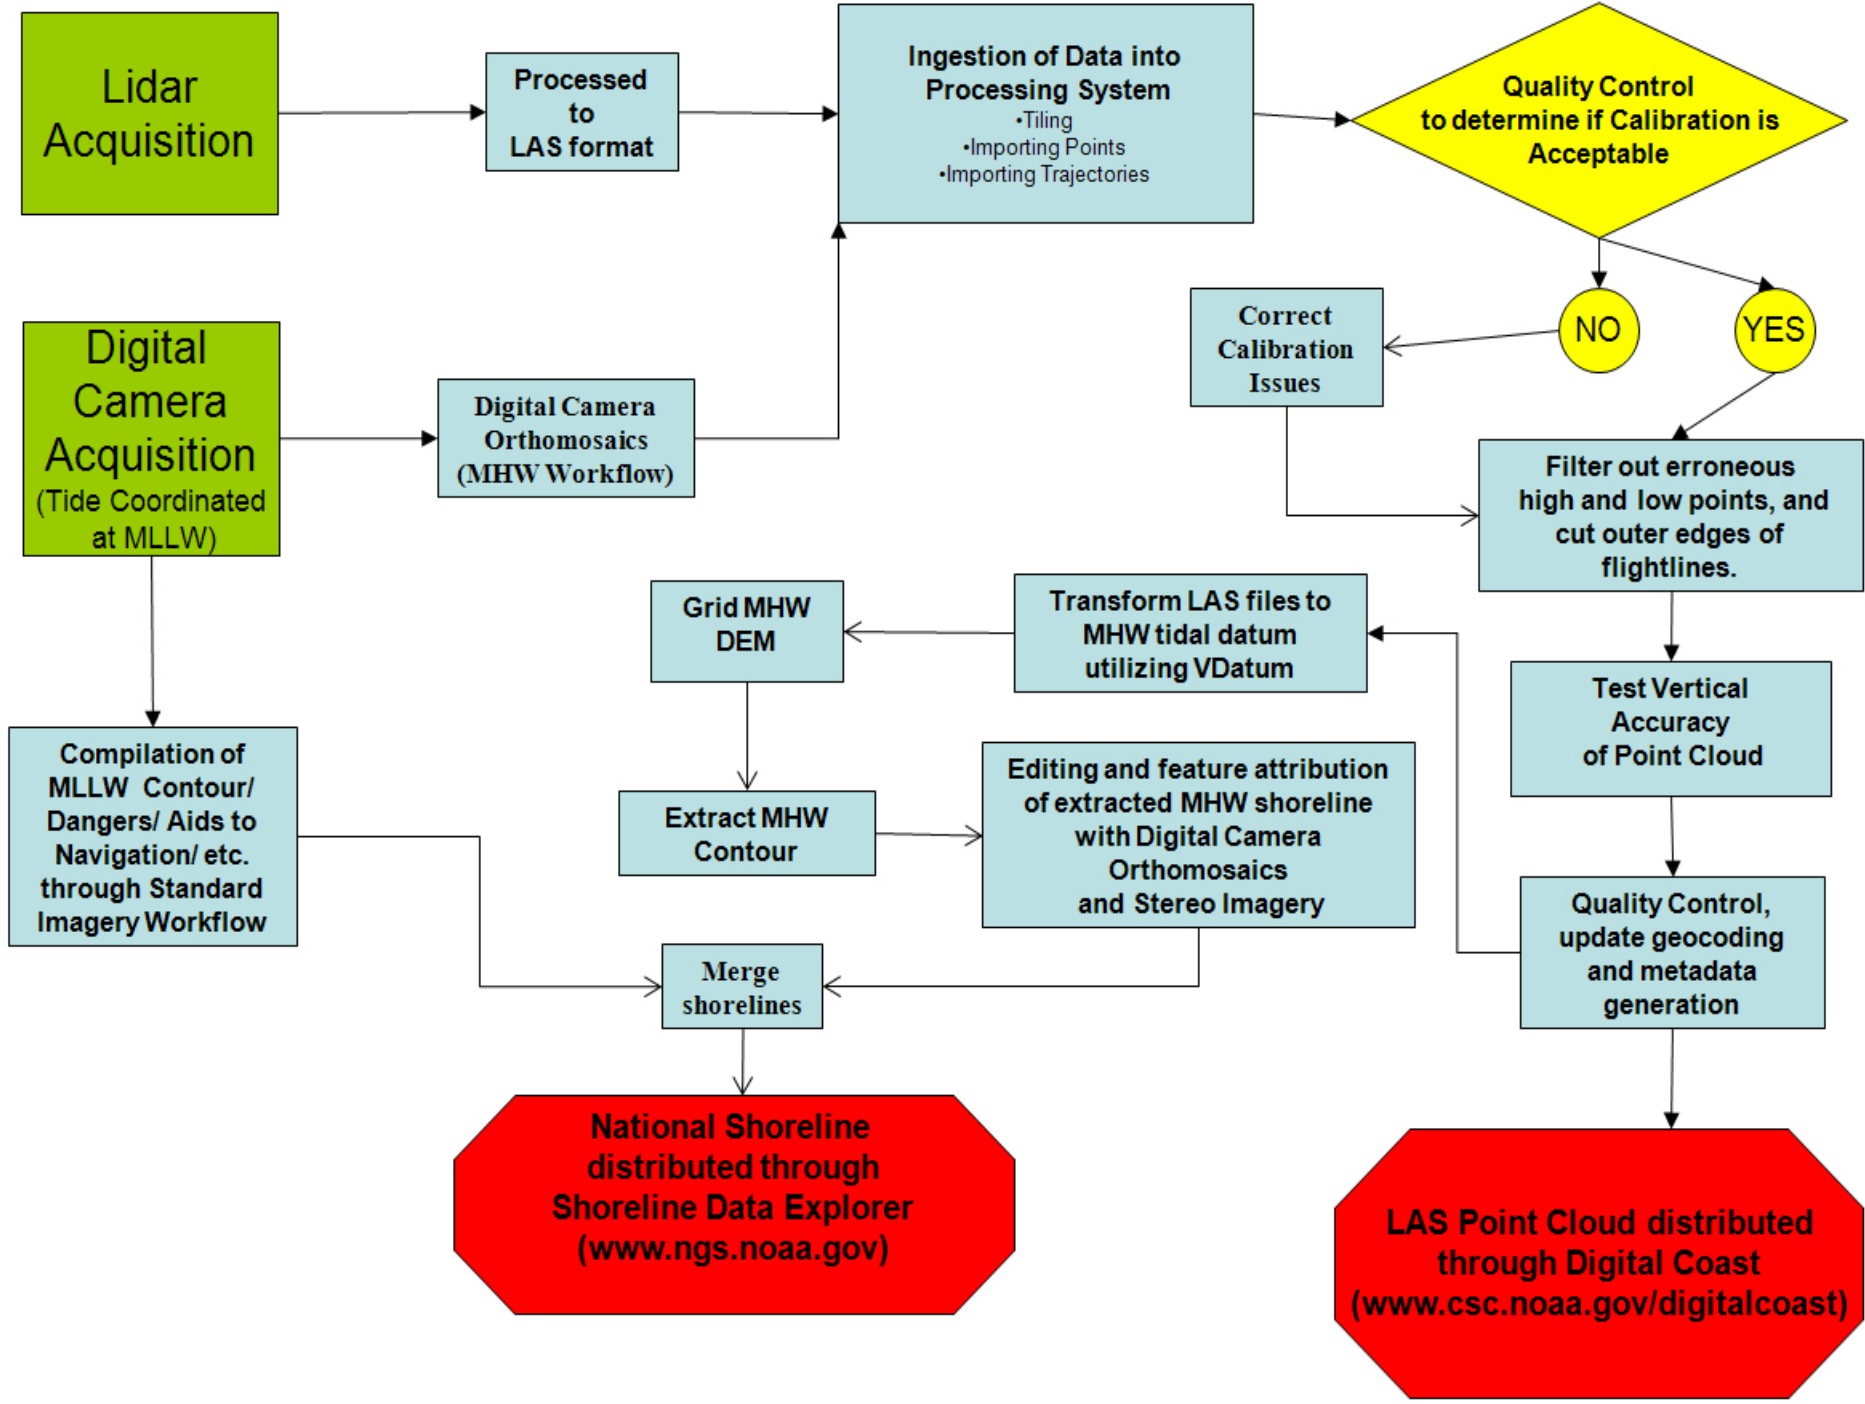 Lidar
Acquisition
Processed
to
LAS format
Ingestion of Data into
Processing System
•Tiling
•Importing Points
•Importing Trajectories
Quality Control
to determine if Calibration is
Acceptable
NO
YES
Correct
Calibration
Issues
Digital
Camera
Acquisition
(Tide Coordinated
at MLLW)
Digital Camera
Orthomosaics
(MHW Workflow)
Filter out erroneous
high and low points, and
cut outer edges of
flightlines.
Grid MHW
DEM
Transform LAS files to
MHW tidal datum
utilizing VDatum
Test Vertical
Accuracy
of Point Cloud
Compilation of
MLLW Contour/
Dangers/ Aids to
Navigation/ etc.
through Standard
Imagery Workflow
Extract MHW
Contour
Editing and feature attribution
of extracted MHW shoreline
with Digital Camera
Orthomosaics
and Stereo Imagery
Quality Control,
update geocoding
and metadata
generation
Merge
shorelines
National Shoreline
distributed through
Shoreline Data Explorer
(www.ngs.noaa.gov)
LAS Point Cloud distributed
through Digital Coast
(www.csc.noaa.gov/digitalcoast)